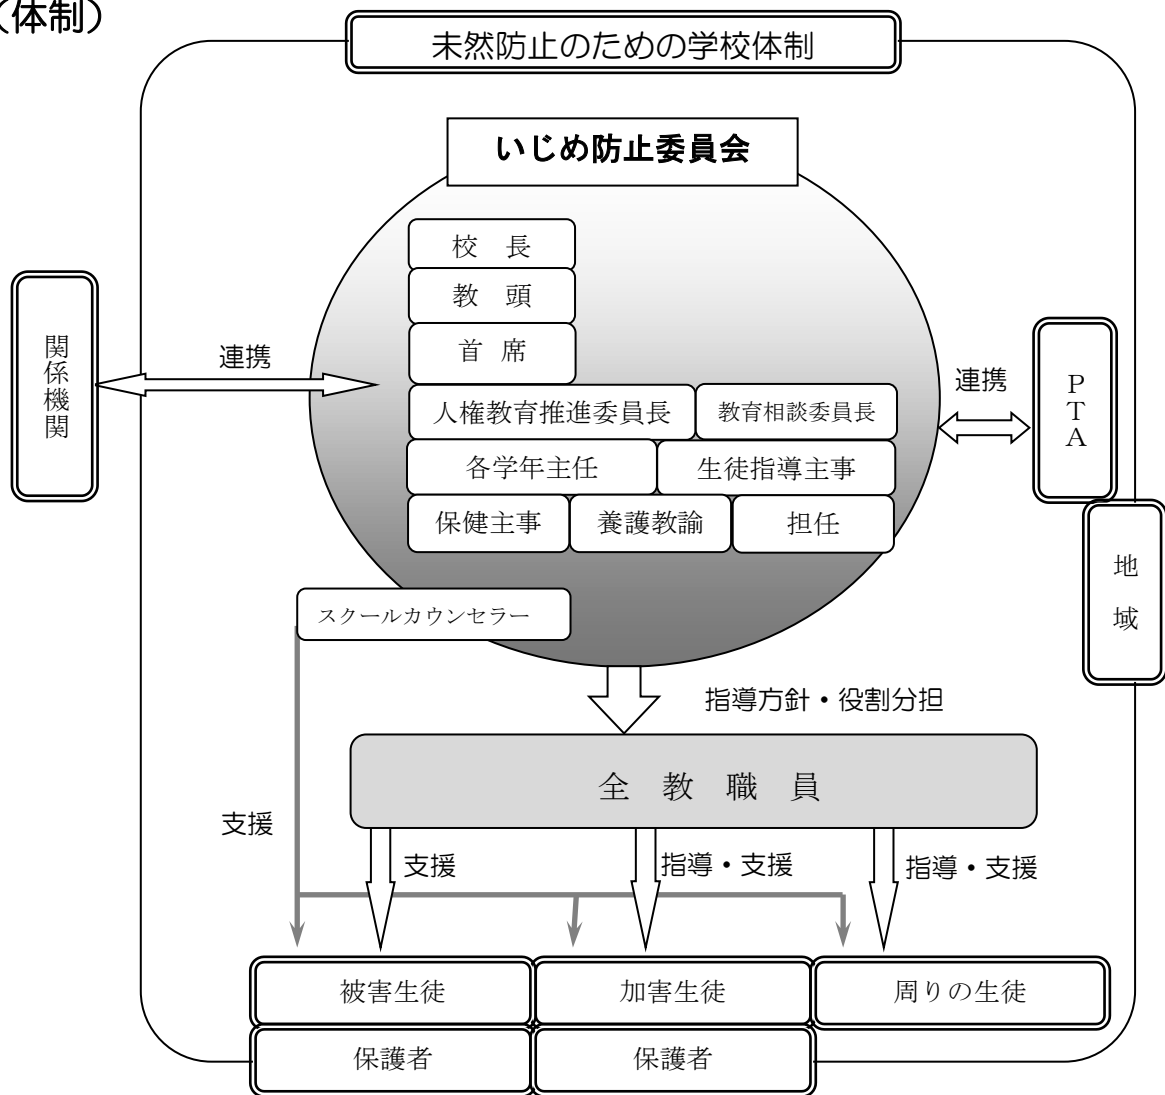 （体制）
未然防止のための学校体制
いじめ防止委員会
校　長
教　頭
首 席
人権教育推進委員長
教育相談委員長
各学年主任
生徒指導主事
保健主事
養護教諭
担任
スクールカウンセラー
関係機関
連携
連携
ＰＴＡ
地域
指導方針・役割分担
全　教　職　員
支援
支援
指導・支援
指導・支援
被害生徒
加害生徒
周りの生徒
保護者
保護者